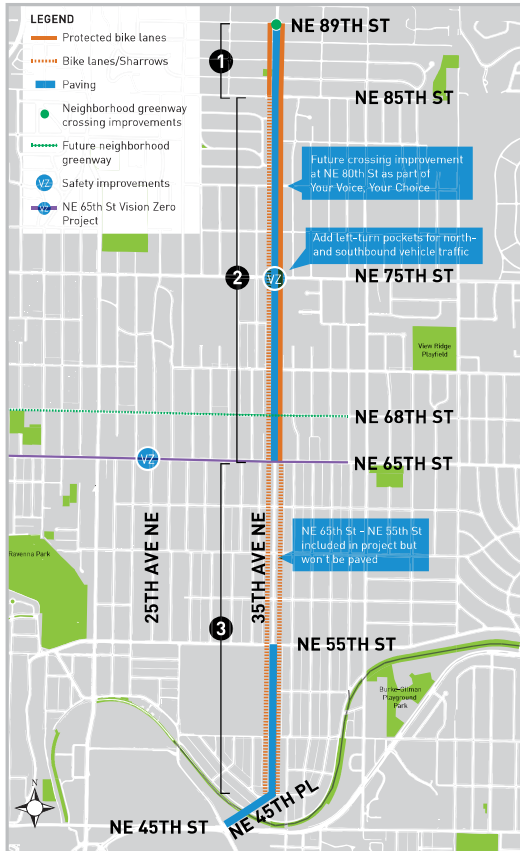 LEGEND
Protected bike lanes
Bike lanes/Sharrows
Paving
Neighborhood greenway
crossing improvements
Future neighborhood
greenway
VZ Safety improvements
VZ NE 65th St Vision Zero
Project
NE 89TH ST
1
NE 85TH ST
Future crossing improvement
at NE 80th St as part of
Your Voice, Your Choice
Add left-turn pockets for north-
and southbound vehicle traffic
2
VZ
NE 75TH ST
View Ridge
Playfield
NE 68TH ST
VZ
NE 65TH ST
25TH AVE NE
35TH AVE NE
NE 65th St - NE 55th St
included in project but
won't be paved
Ravenna Park
3
NE 55TH ST
Burke-Gilman
Playground
Park
N
NE 45TH PL
NE 45TH ST